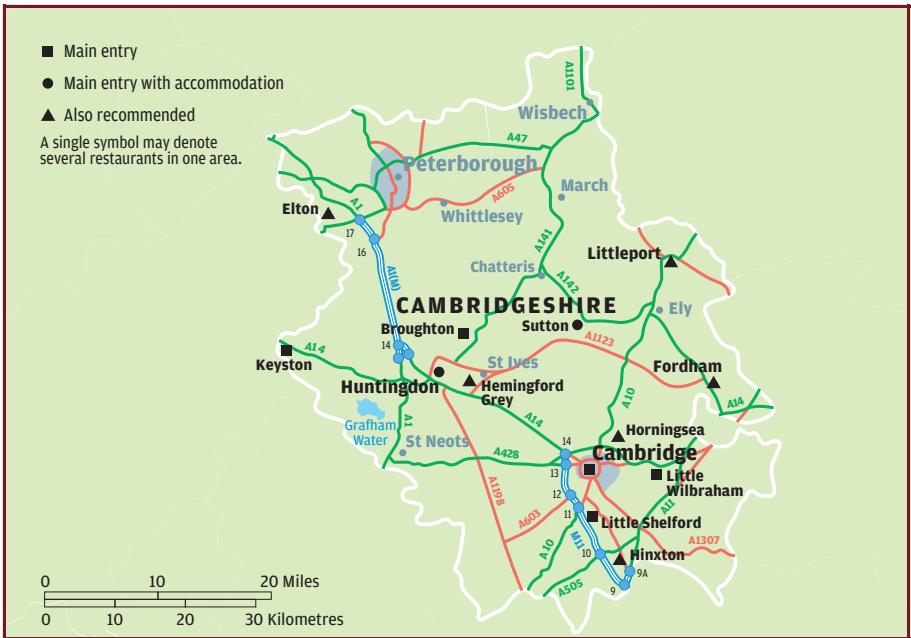 Main entry
Main entry with accommodation
Also recommended
A single symbol may denote
several restaurants in one area.
A1101
Wisbech
A47
Peterborough
A605
March
Elton
A1
Whittlesey
17
16
A141
Littleport
A1(M)
Chatteris
A142
CAMBRIDGESHIRE
Ely
Broughton
Sutton
A14
14
A1123
Keyston
St Ives
Fordham
Huntingdon
Hemingford
Grey
A10
A14
A14
Grafham
Water
A1
Horningsea
St Neots
14
Cambridge
A428
13
Little
Wilbraham
A1198
12
A11
11
Little Shelford
A603
M11
A10
A1307
10
Hinxton
9A
A505
9
0 10 20 Miles
0 10 20 30 Kilometres